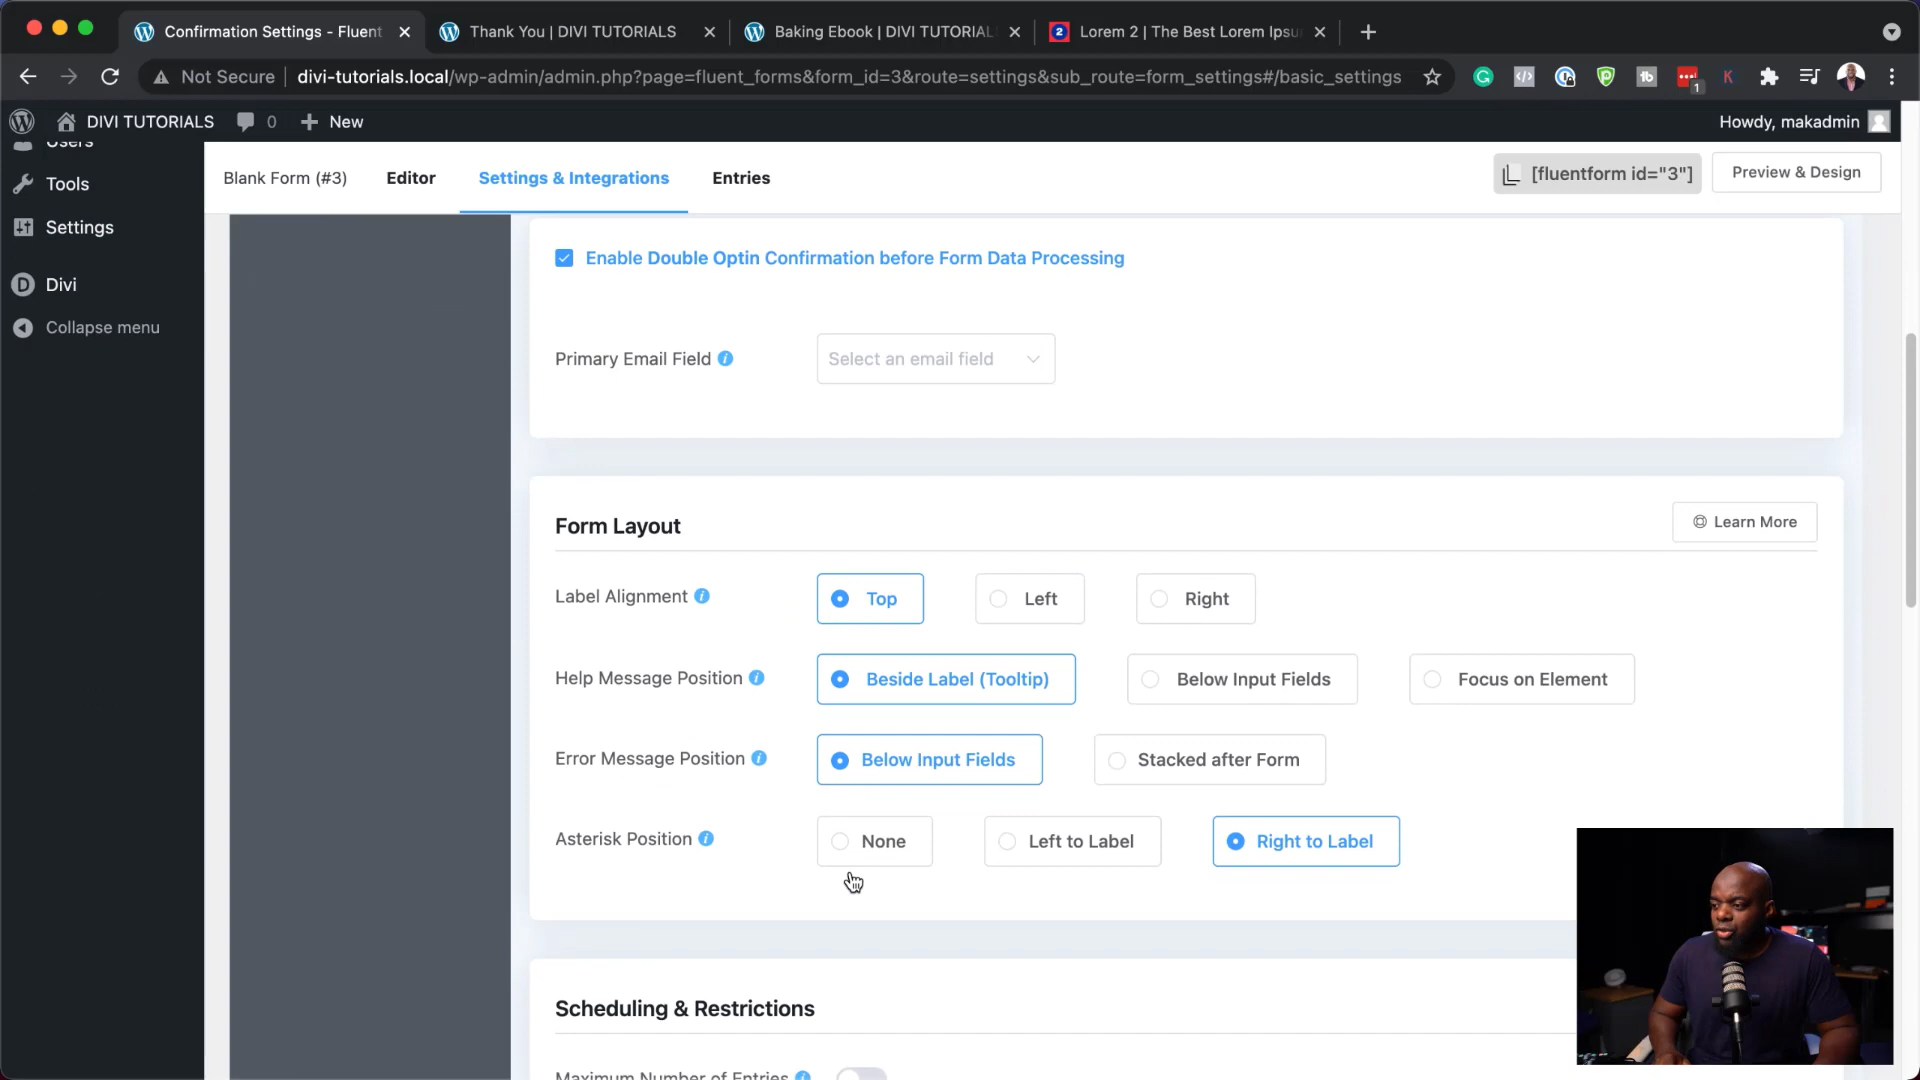 Confirmation Settings - Fluent
Thank You | DIVI TUTORIALS
Baking Ebook | DIVI TUTORIAL
Lorem 2 | The Best Lorem Ipsu
Not Secure
divi-tutorials.local/wp-admin/admin.php?page=fluent_forms&form_id=3&route=settings&sub_route=form_settings#/basic_settings
1
DIVI TUTORIALS
0
New
Howdy, makadmin
Users
Tools
Settings
Divi
Collapse menu
Blank Form (#3)
Editor
Settings & Integrations
Entries
[fluentform id="3"]
Preview & Design
Enable Double Optin Confirmation before Form Data Processing
Primary Email Field
Select an email field
Form Layout
Learn More
Label Alignment
Top
Left
Right
Help Message Position
Beside Label (Tooltip)
Below Input Fields
Focus on Element
Error Message Position
Below Input Fields
Stacked after Form
Asterisk Position
None
Left to Label
Right to Label
Scheduling & Restrictions
Maximum Number of Entries